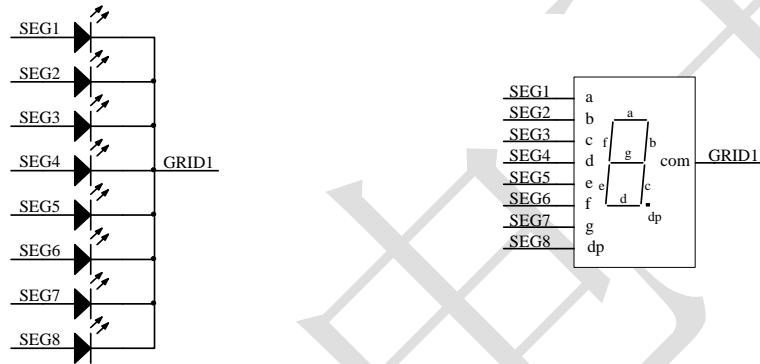 SEG1
SEG2
SEG3
SEG4
SEG5
SEG6
SEG7
SEG8
GRID1
SEG1 a
SEG2 b
SEG3 c
SEG4 d
SEG5 e
SEG6 f
SEG7 g
SEG8 dp
a
f b
g
e c
d
dp
com GRID1